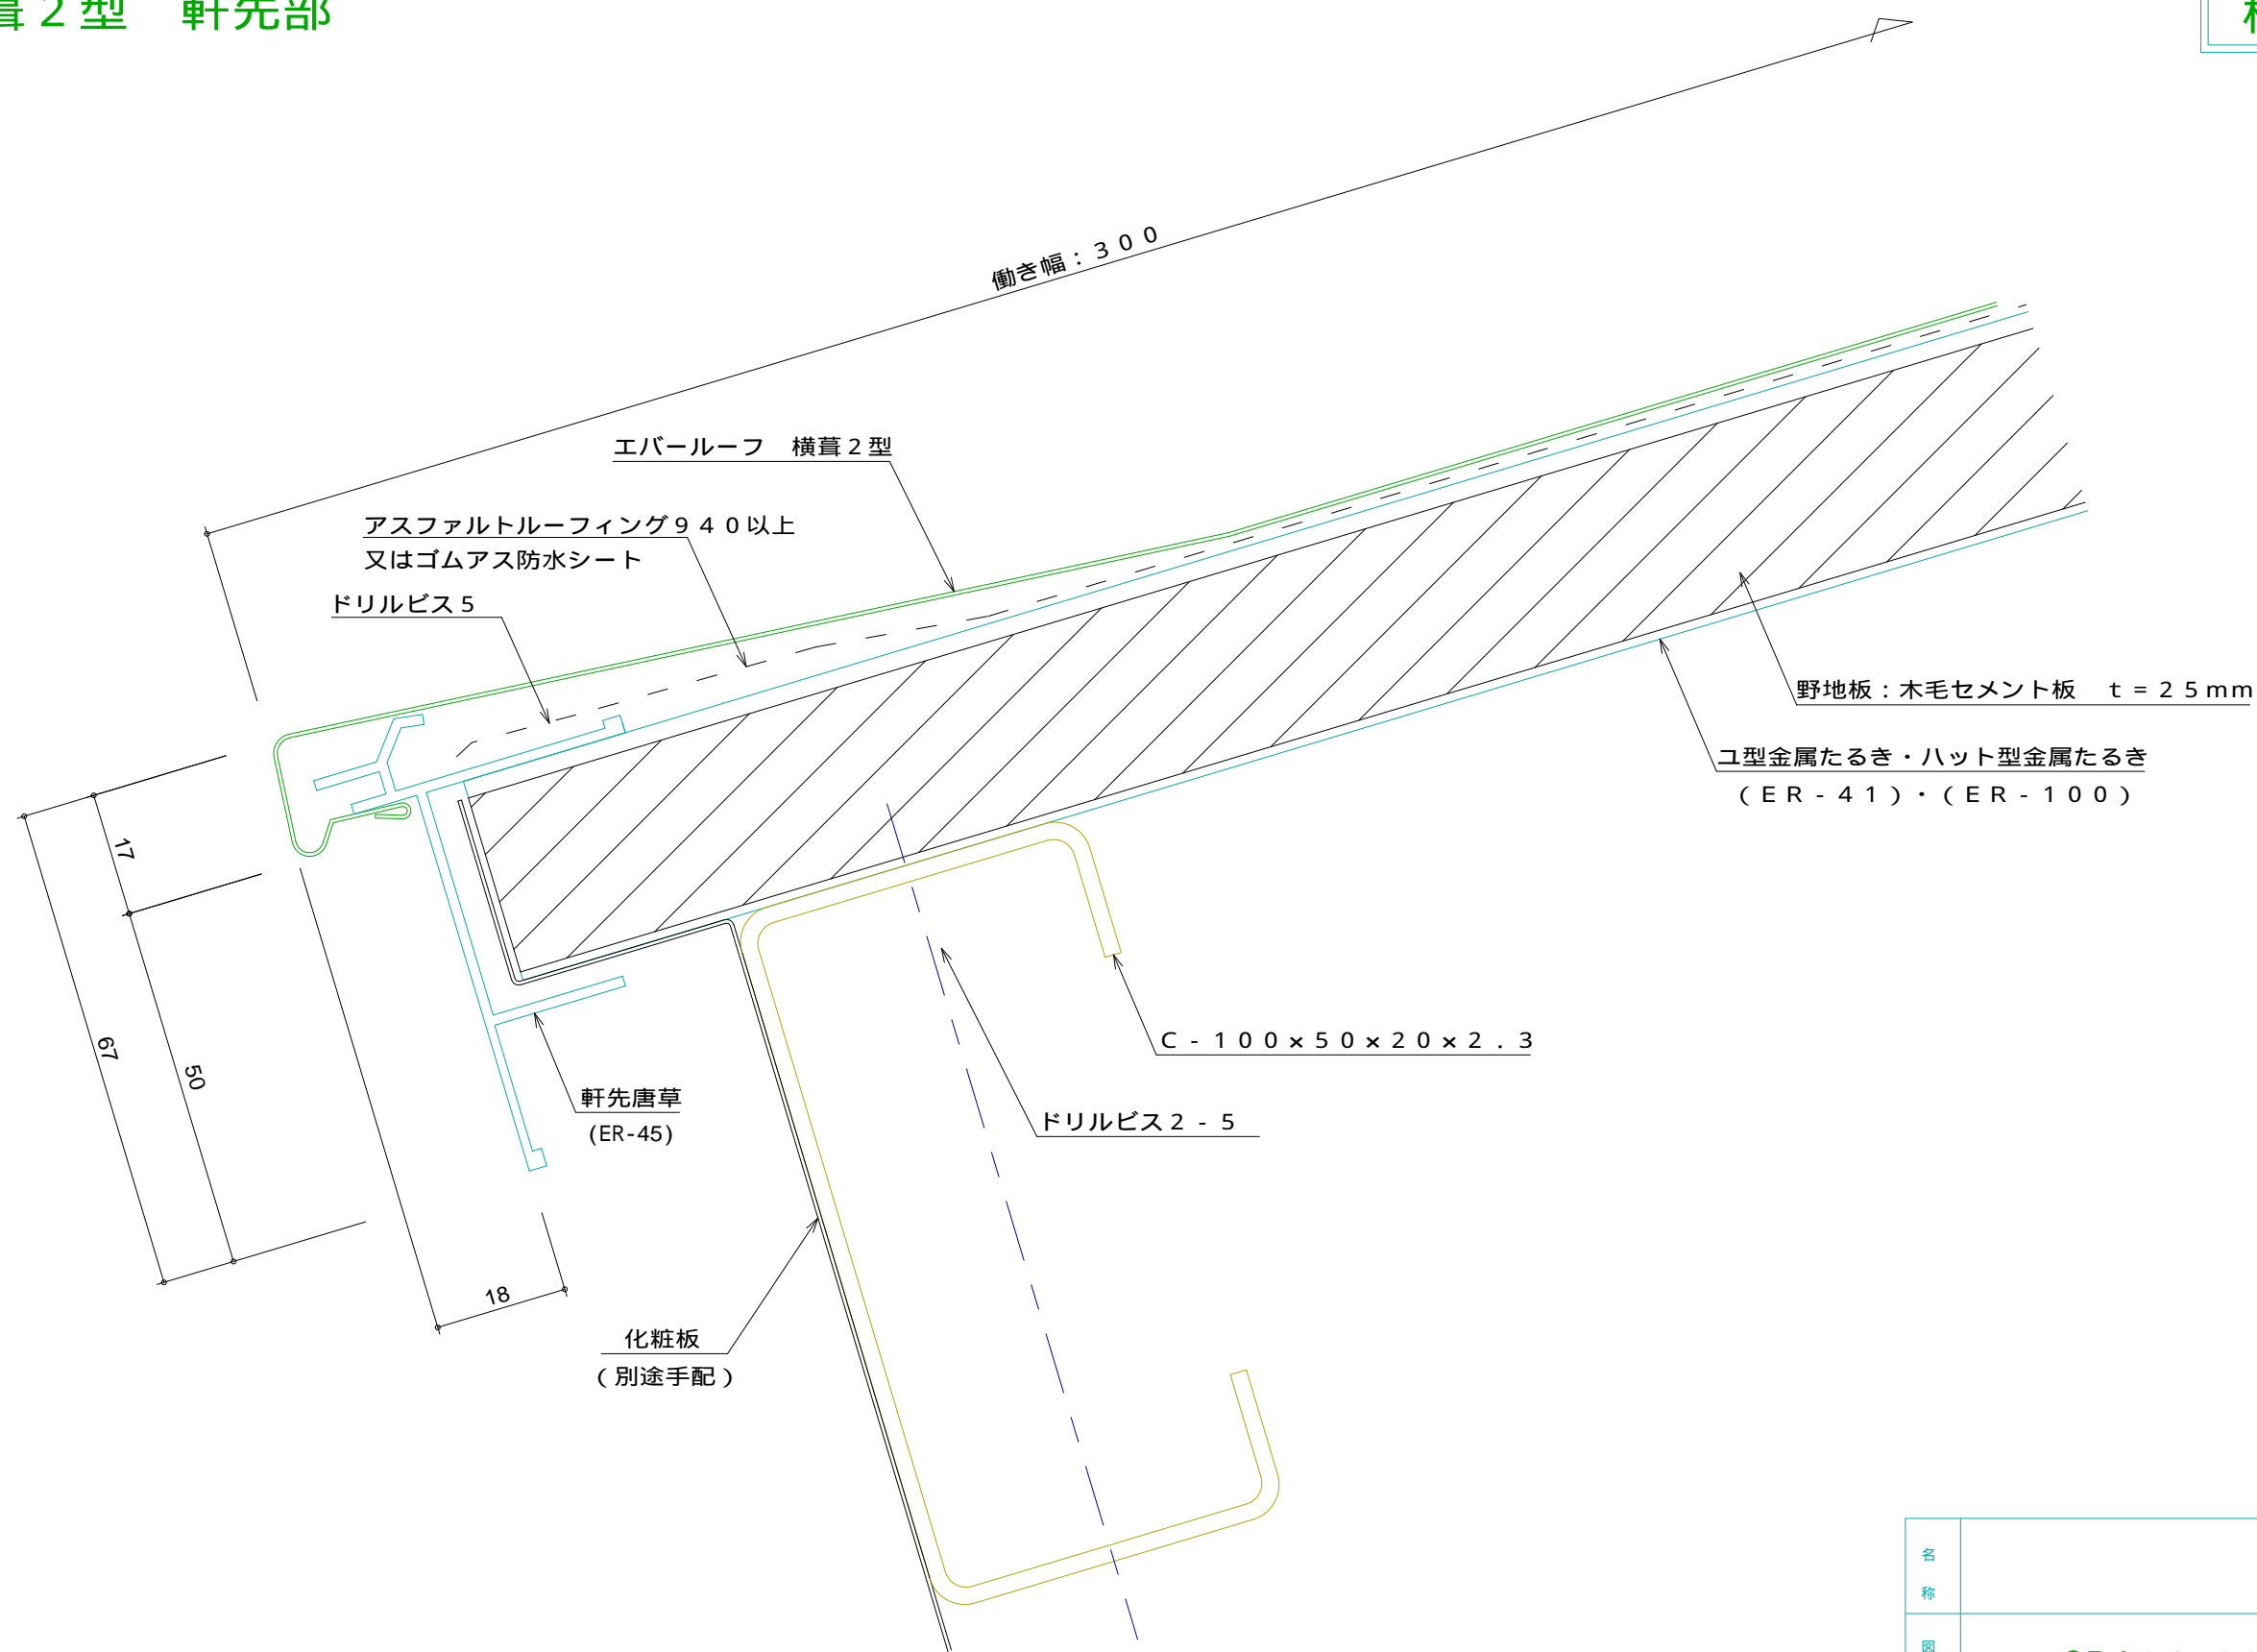 葺２型　軒先部
働き幅：３００
エバールーフ　横葺２型
アスファルトルーフィング９４０以上
又はゴムアス防水シート
ドリルビス５
野地板：木毛セメント板　ｔ＝２５ｍｍ
ユ型金属たるき・ハット型金属たるき
（ＥＲ－４１）・（ＥＲ－１００）
17
67
50
Ｃ－１００×５０×２０×２．３
軒先唐草
(ER-45)
ドリルビス２－５
18
化粧板
（別途手配）
名
称
図